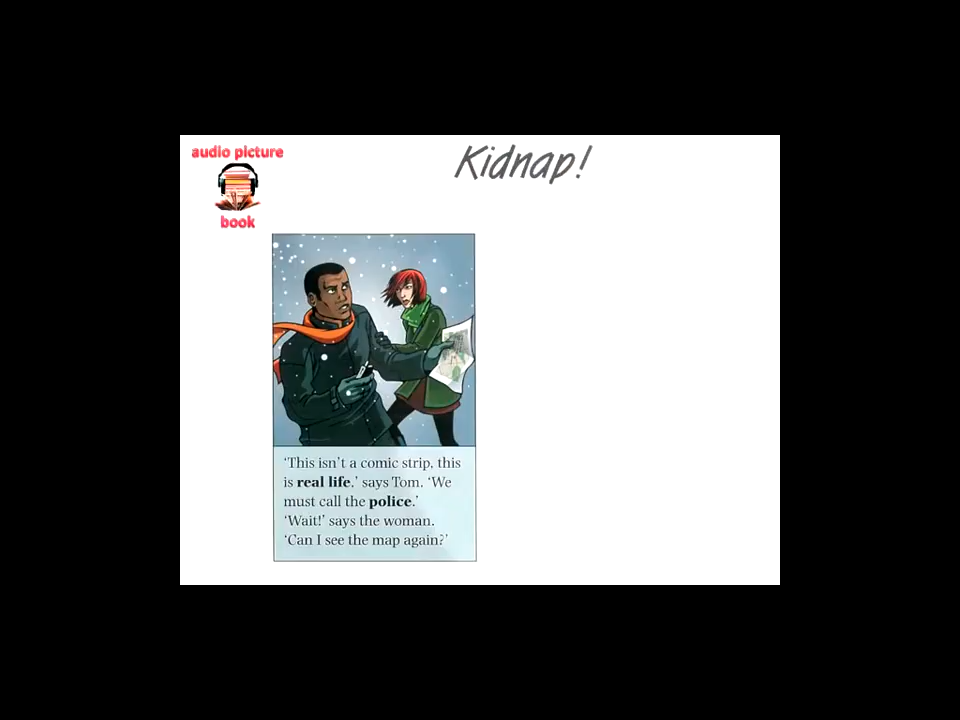 audio picture
book
Kidnap!
‘This isn’t a comic strip, this
is real life,’ says Tom. ‘We
must call the police.’
‘Wait!’ says the woman.
‘Can I see the map again?’